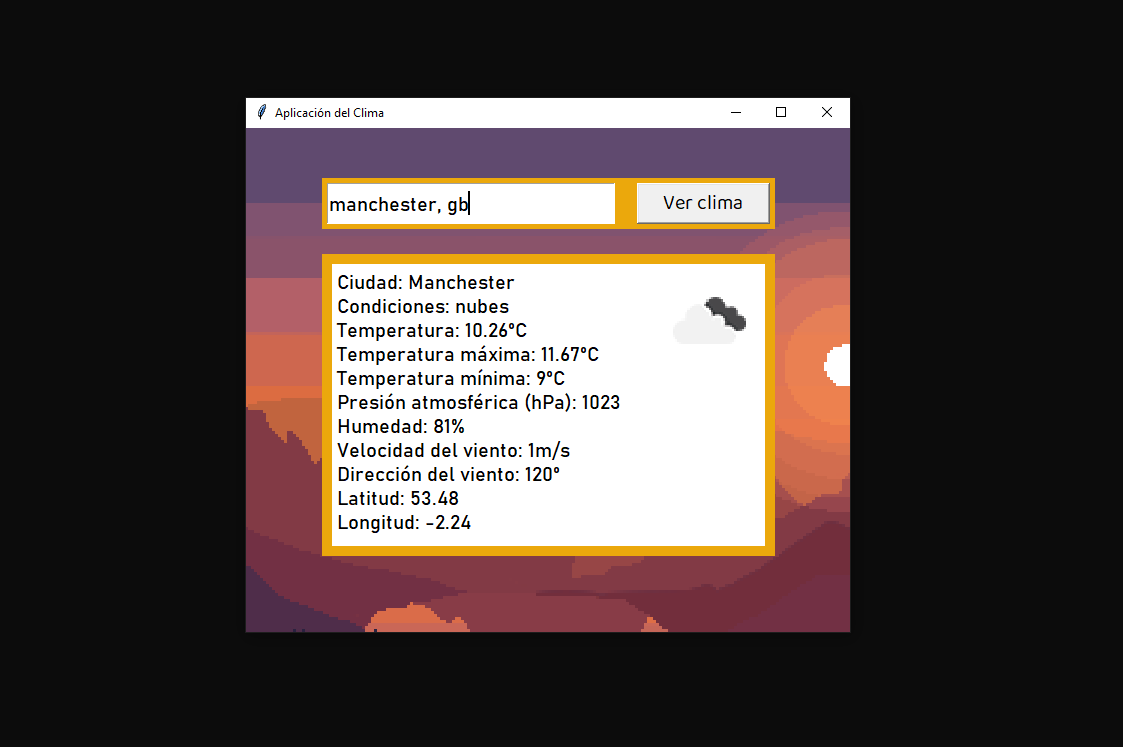 Aplicación del Clima
manchester, gb
Ver clima
Ciudad: Manchester
Condiciones: nubes
Temperatura: 10.26°C
Temperatura máxima: 11.67°C
Temperatura mínima: 9°C
Presión atmosférica (hPa): 1023
Humedad: 81%
Velocidad del viento: 1m/s
Dirección del viento: 120°
Latitud: 53.48
Longitud: -2.24